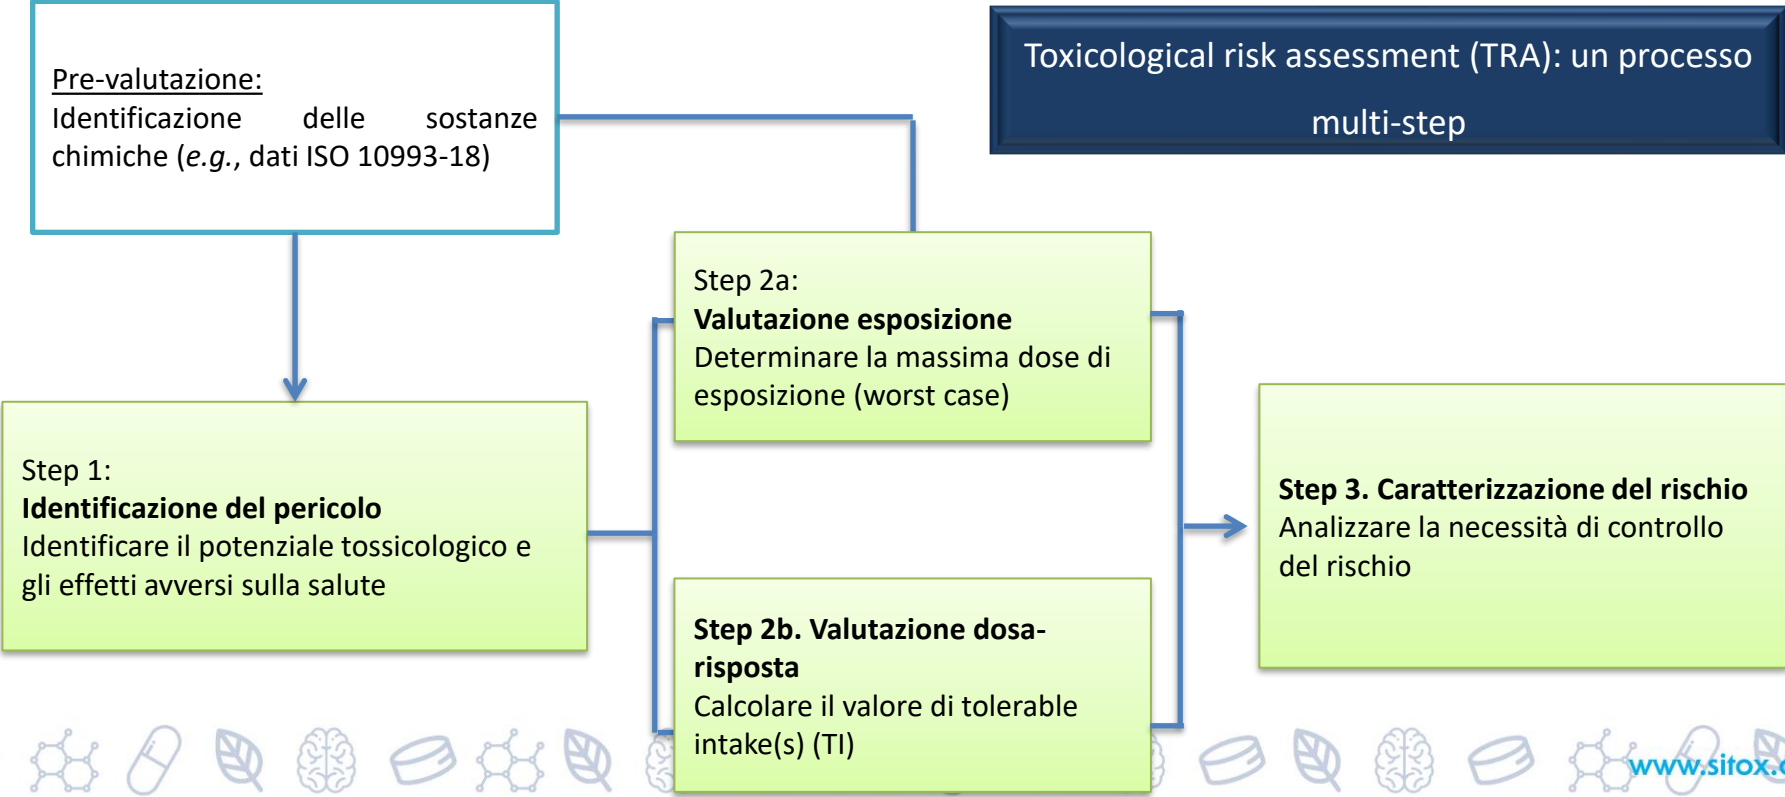 Pre-valutazione:
Identificazione delle sostanze
chimiche (e.g., dati ISO 10993-18)
Toxicological risk assessment (TRA): un processo
multi-step
Step 2a:
Valutazione esposizione
Determinare la massima dose di
esposizione (worst case)
Step 1:
Identificazione del pericolo
Identificare il potenziale tossicologico e
gli effetti avversi sulla salute
Step 3. Caratterizzazione del rischio
Analizzare la necessità di controllo
del rischio
Step 2b. Valutazione dosa-
risposta
Calcolare il valore di tolerable
intake(s) (TI)
www.sitox.